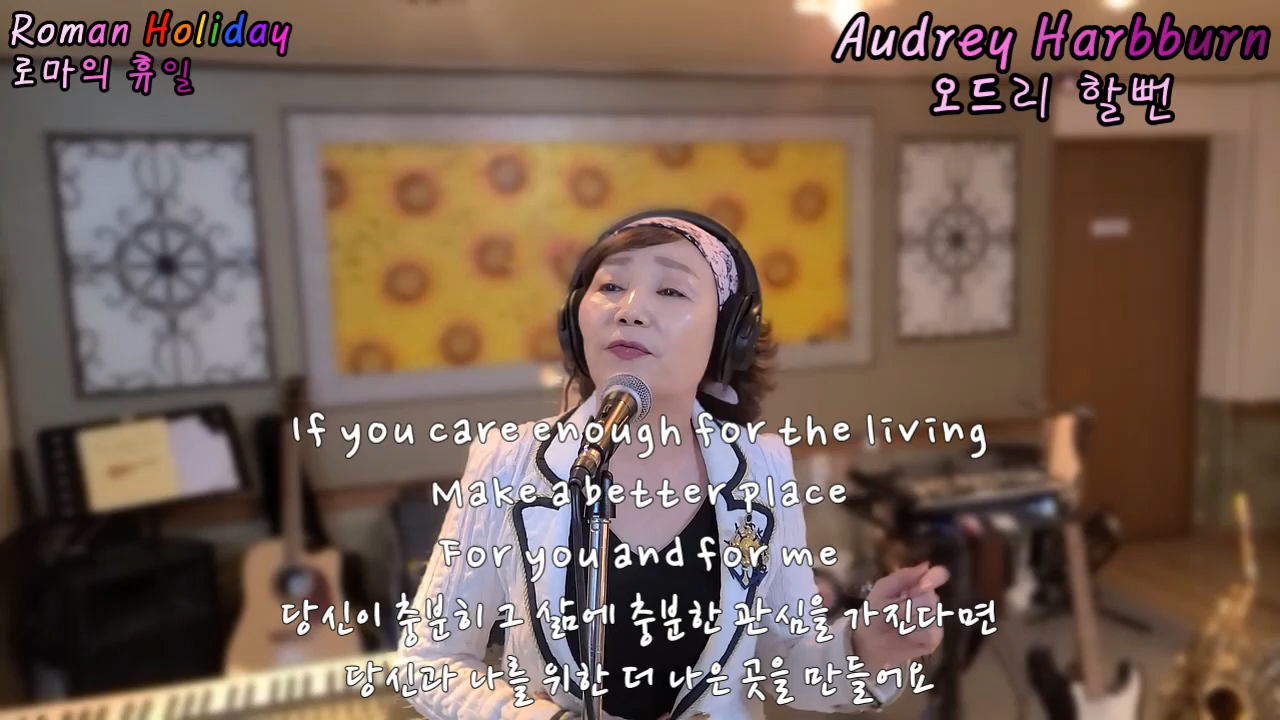 Roman Holiday
로마의 휴일
Audrey Harbburn
오드리 할뻔
If you care enough for the living
Make a better place
For you and for me
당신이 충분히 그 삶에 충분한 관심을 가진다면
당신과 나를 위한 더 나은 곳을 만들어요